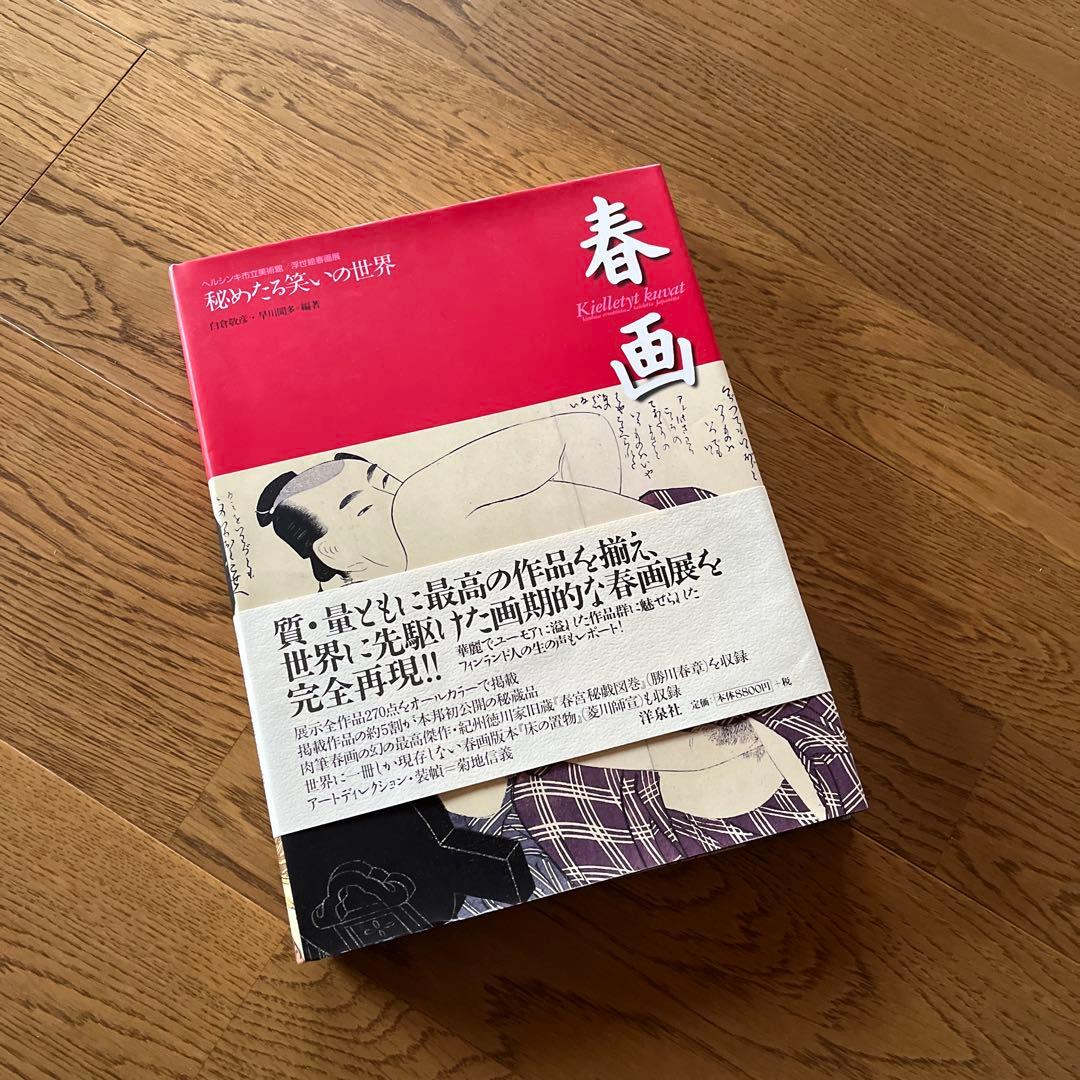 ヘルシンキ市立美術館 浮世絵春画展
秘めたる笑いの世界
白倉敬彦・早川聞多=編著
春画
Kielletyt kuvat
質・量ともに最高の作品を揃え、
世界に先駆けた画期的な春画展を
完全再現!!
華麗でユーモアに溢れた作品群に魅せられた
フィンランド人の生の声もレポート!
展示全作品270点をオールカラーで掲載
掲載作品の約5割が本邦初公開の秘蔵品
肉筆春画の幻の最高傑作・紀州徳川家旧蔵『春宮秘戯図巻』(勝川春章)を収録
世界に一冊しか現存しない春画版本『床の置物』(菱川師宣)も収録
アートディレクション・装幀=菊地信義
洋泉社 定価:本体8800円+税